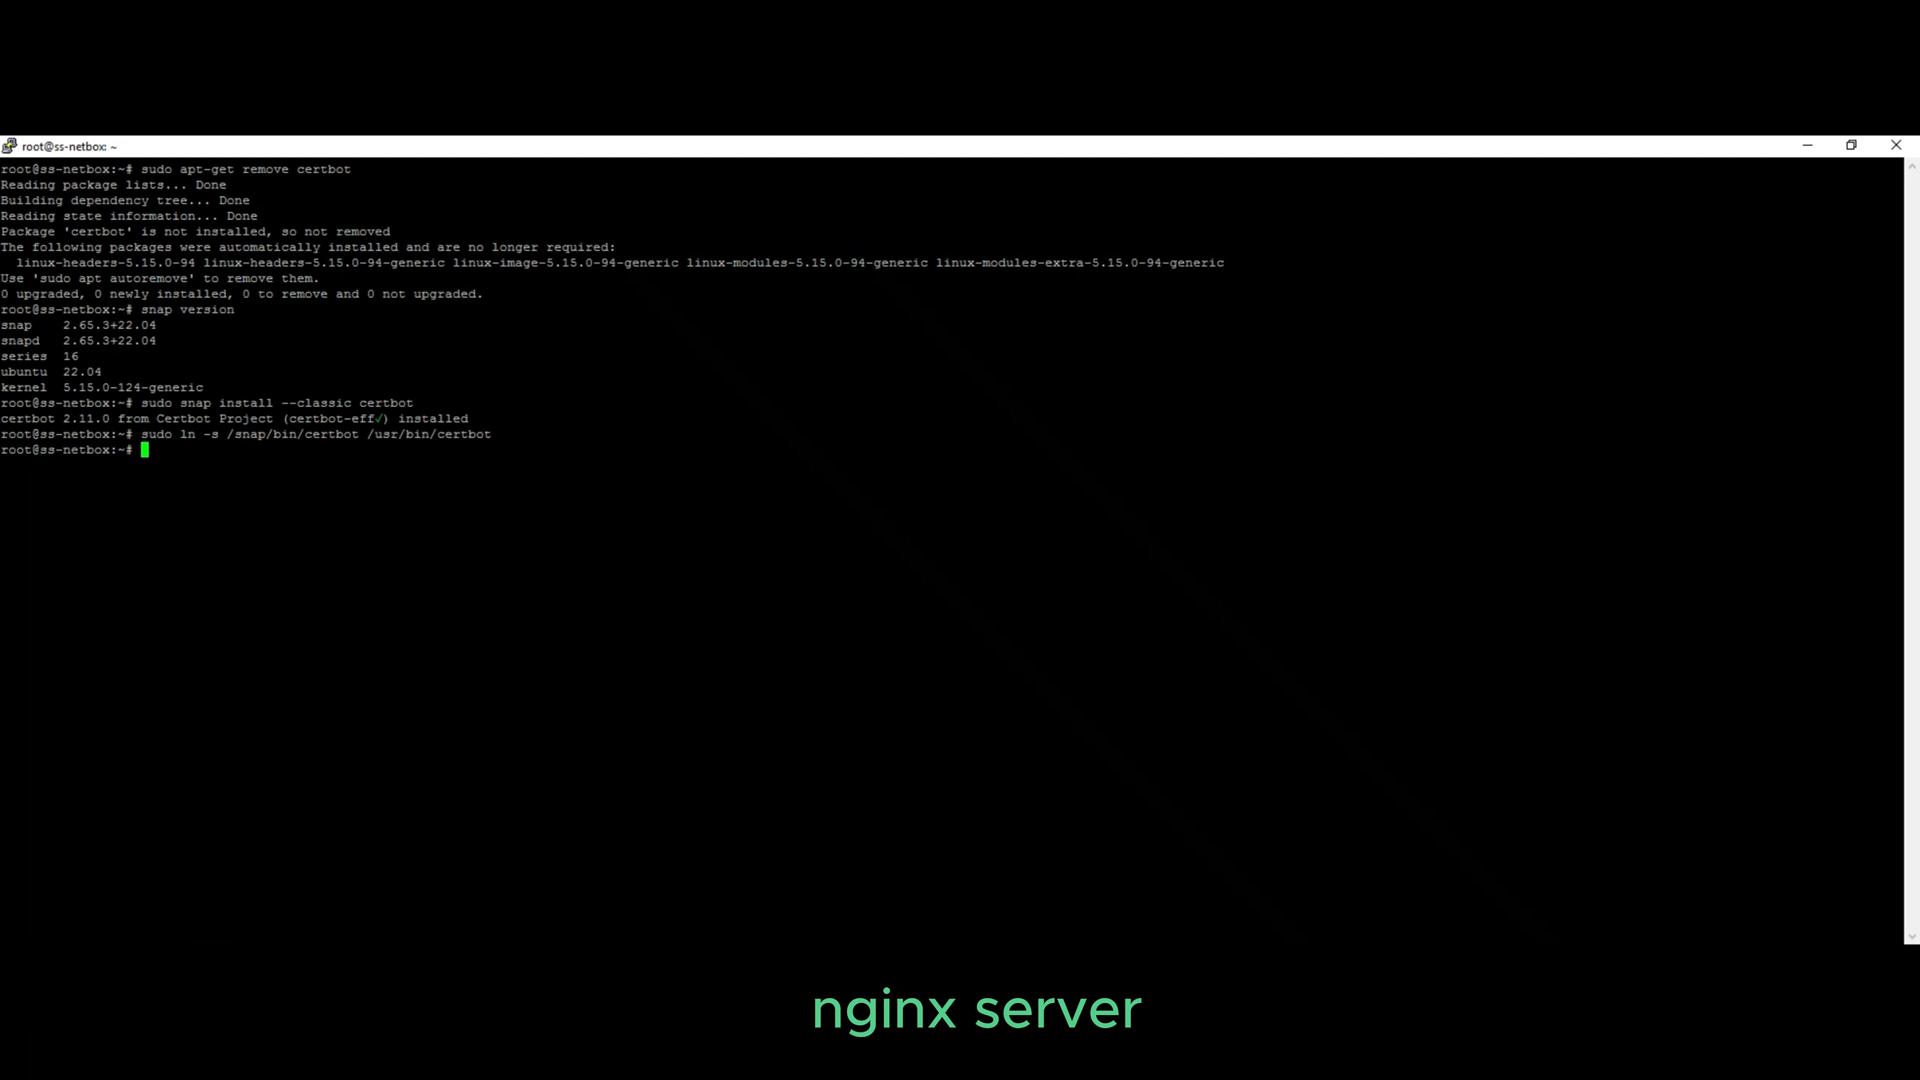 root@ss-netbox: ~
root@ss-netbox:~# sudo apt-get remove certbot
Reading package lists... Done
Building dependency tree... Done
Reading state information... Done
Package 'certbot' is not installed, so not removed
The following packages were automatically installed and are no longer required:
  linux-headers-5.15.0-94 linux-headers-5.15.0-94-generic linux-image-5.15.0-94-generic linux-modules-5.15.0-94-generic linux-modules-extra-5.15.0-94-generic
Use 'sudo apt autoremove' to remove them.
0 upgraded, 0 newly installed, 0 to remove and 0 not upgraded.
root@ss-netbox:~# snap version
snap    2.65.3+22.04
snapd   2.65.3+22.04
series  16
ubuntu  22.04
kernel  5.15.0-124-generic
root@ss-netbox:~# sudo snap install --classic certbot
certbot 2.11.0 from Certbot Project (certbot-eff✓) installed
root@ss-netbox:~# sudo ln -s /snap/bin/certbot /usr/bin/certbot
root@ss-netbox:~#
nginx server